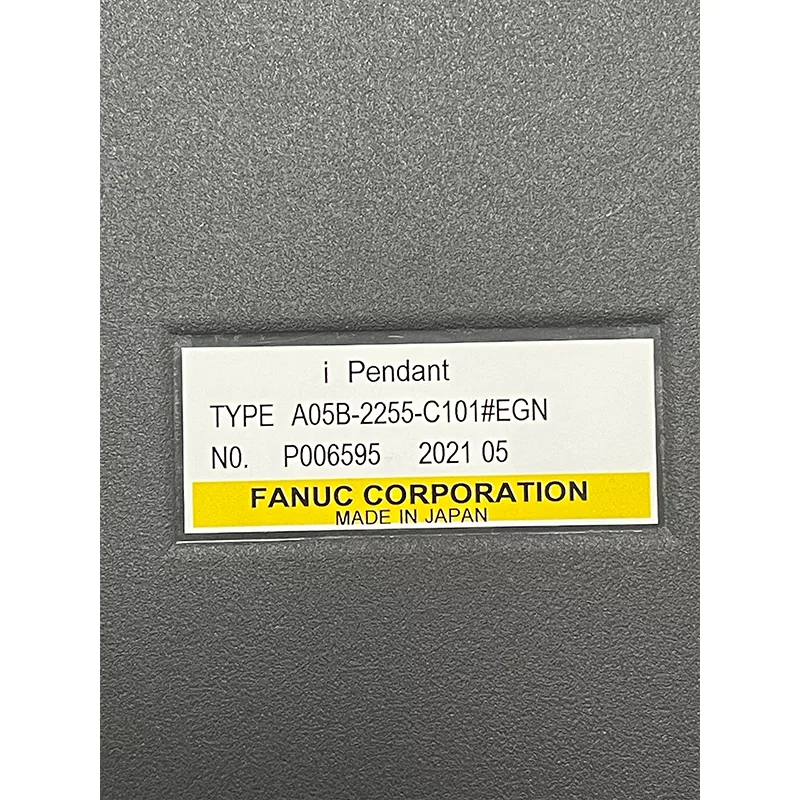 i Pendant
TYPE A05B-2255-C101#EGN
N0. P006595 2021 05
FANUC CORPORATION
MADE IN JAPAN